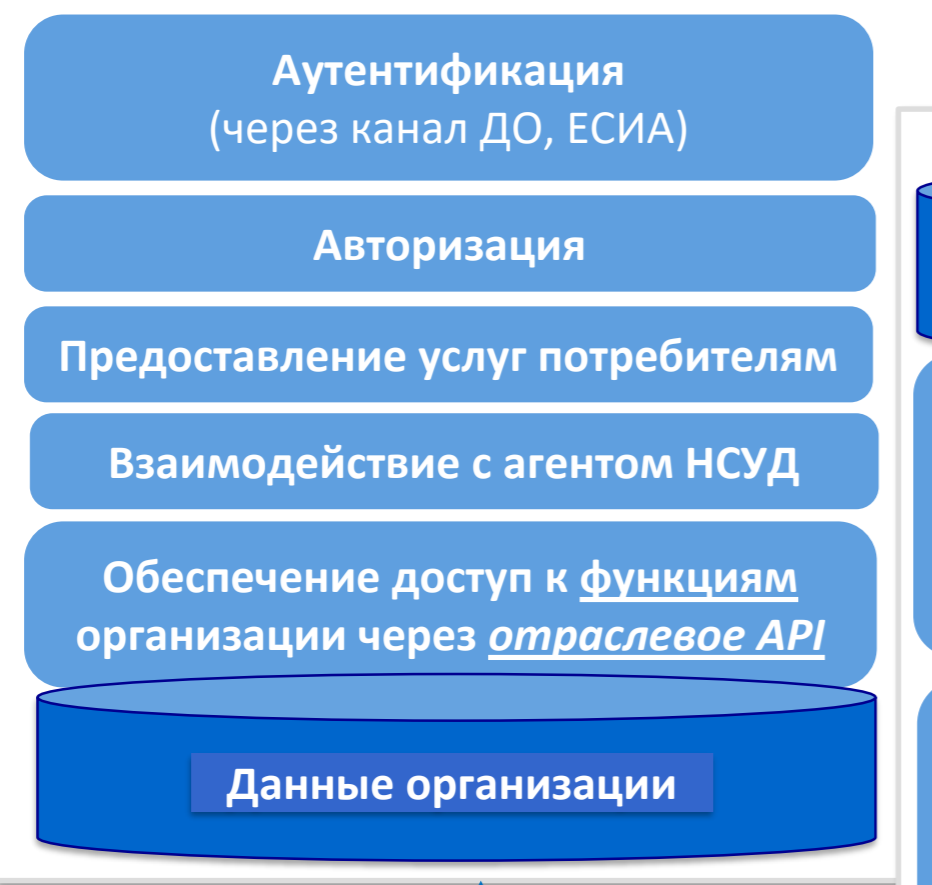 Аутентификация
(через канал ДО, ЕСИА)
Авторизация
Предоставление услуг потребителям
Взаимодействие с агентом НСУД
Обеспечение доступ к функциям
организации через отраслевое API
Данные организации